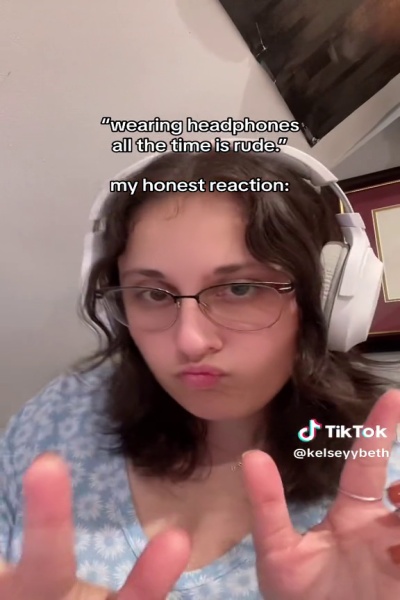 “wearing headphones
all the time is rude.”
my honest reaction:
TikTok
@kelseyybeth